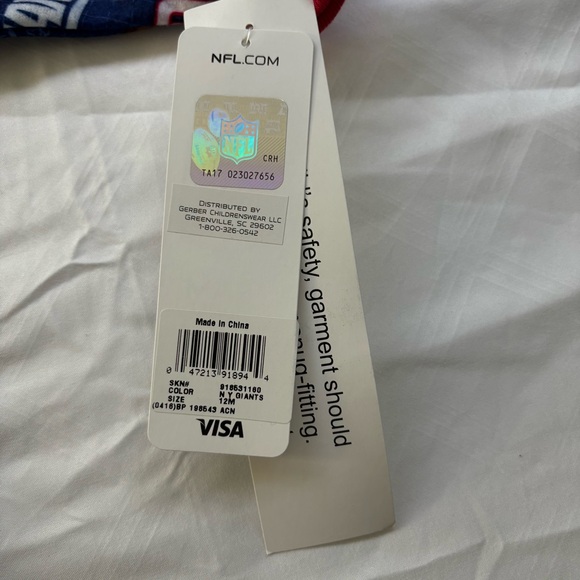 NFL.COM
NFL
CRH
TA17 023027656
DISTRIBUTED BY
GERBER CHILDRENSWEAR LLC
GREENVILLE, SC 29602
1-800-326-0542
Made in China
0 47213 91894 4
SKN# 918531160
COLOR N Y GIANTS
SIZE 12M
(0416)BP 198543 ACN
VISA
safety, garment should
snug-fitting.